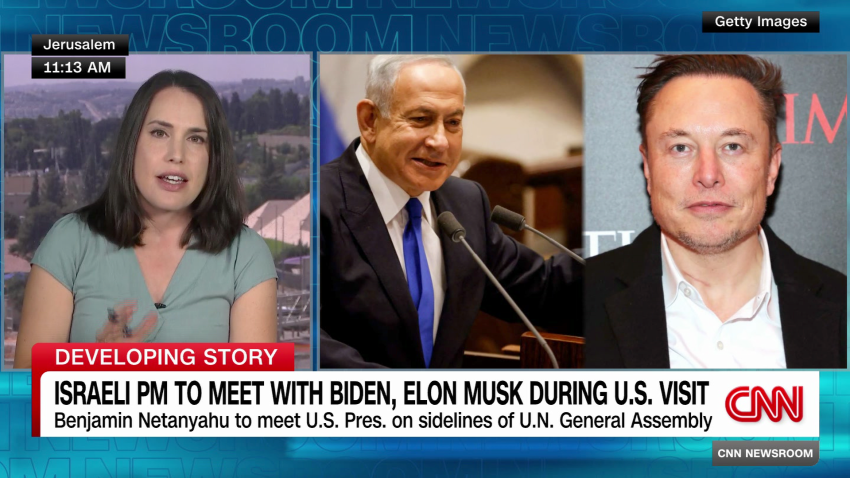 Getty Images
Jerusalem
11:13 AM
DEVELOPING STORY
ISRAELI PM TO MEET WITH BIDEN, ELON MUSK DURING U.S. VISIT
Benjamin Netanyahu to meet U.S. Pres. on sidelines of U.N. General Assembly
CNN
CNN NEWSROOM